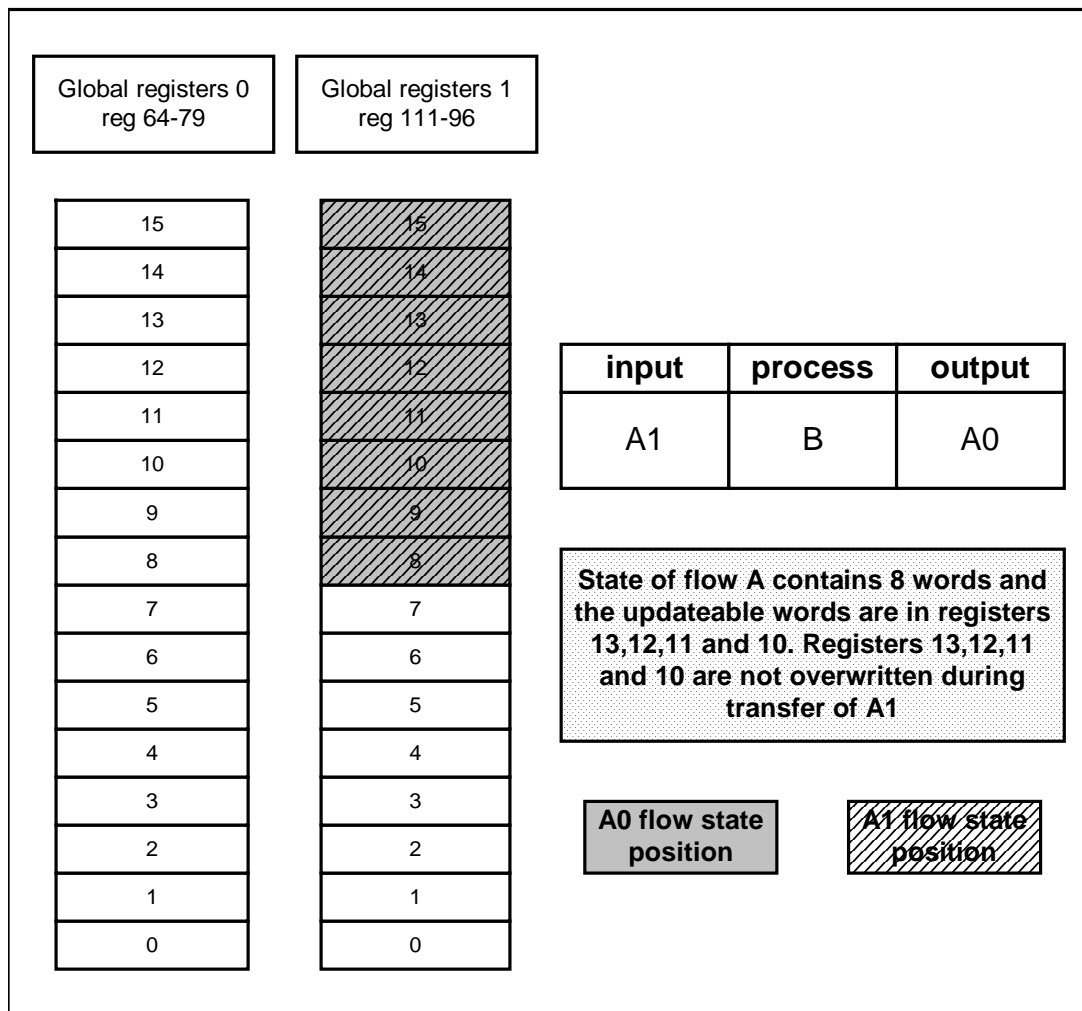 Global registers 0
reg 64-79
Global registers 1
reg 111-96
15
14
13
12
11
10
9
8
7
6
5
4
3
2
1
0
15
14
13
12
11
10
9
8
7
6
5
4
3
2
1
0
input process output
A1 B A0
State of flow A contains 8 words and
the updateable words are in registers
13,12,11 and 10. Registers 13,12,11
and 10 are not overwritten during
transfer of A1
A0 flow state
position
A1 flow state
position